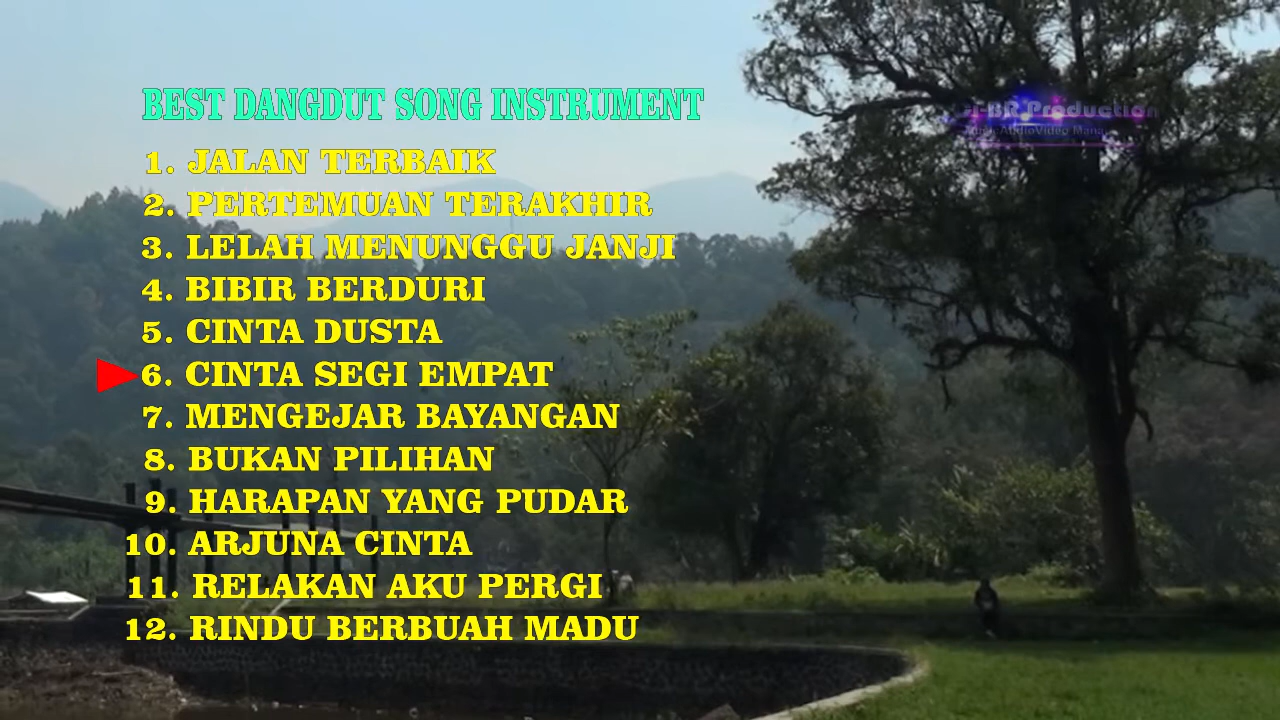 BEST DANGDUT SONG INSTRUMENT
1. JALAN TERBAIK
2. PERTEMUAN TERAKHIR
3. LELAH MENUNGGU JANJI
4. BIBIR BERDURI
5. CINTA DUSTA
6. CINTA SEGI EMPAT
7. MENGEJAR BAYANGAN
8. BUKAN PILIHAN
9. HARAPAN YANG PUDAR
10. ARJUNA CINTA
11. RELAKAN AKU PERGI
12. RINDU BERBUAH MADU
Production